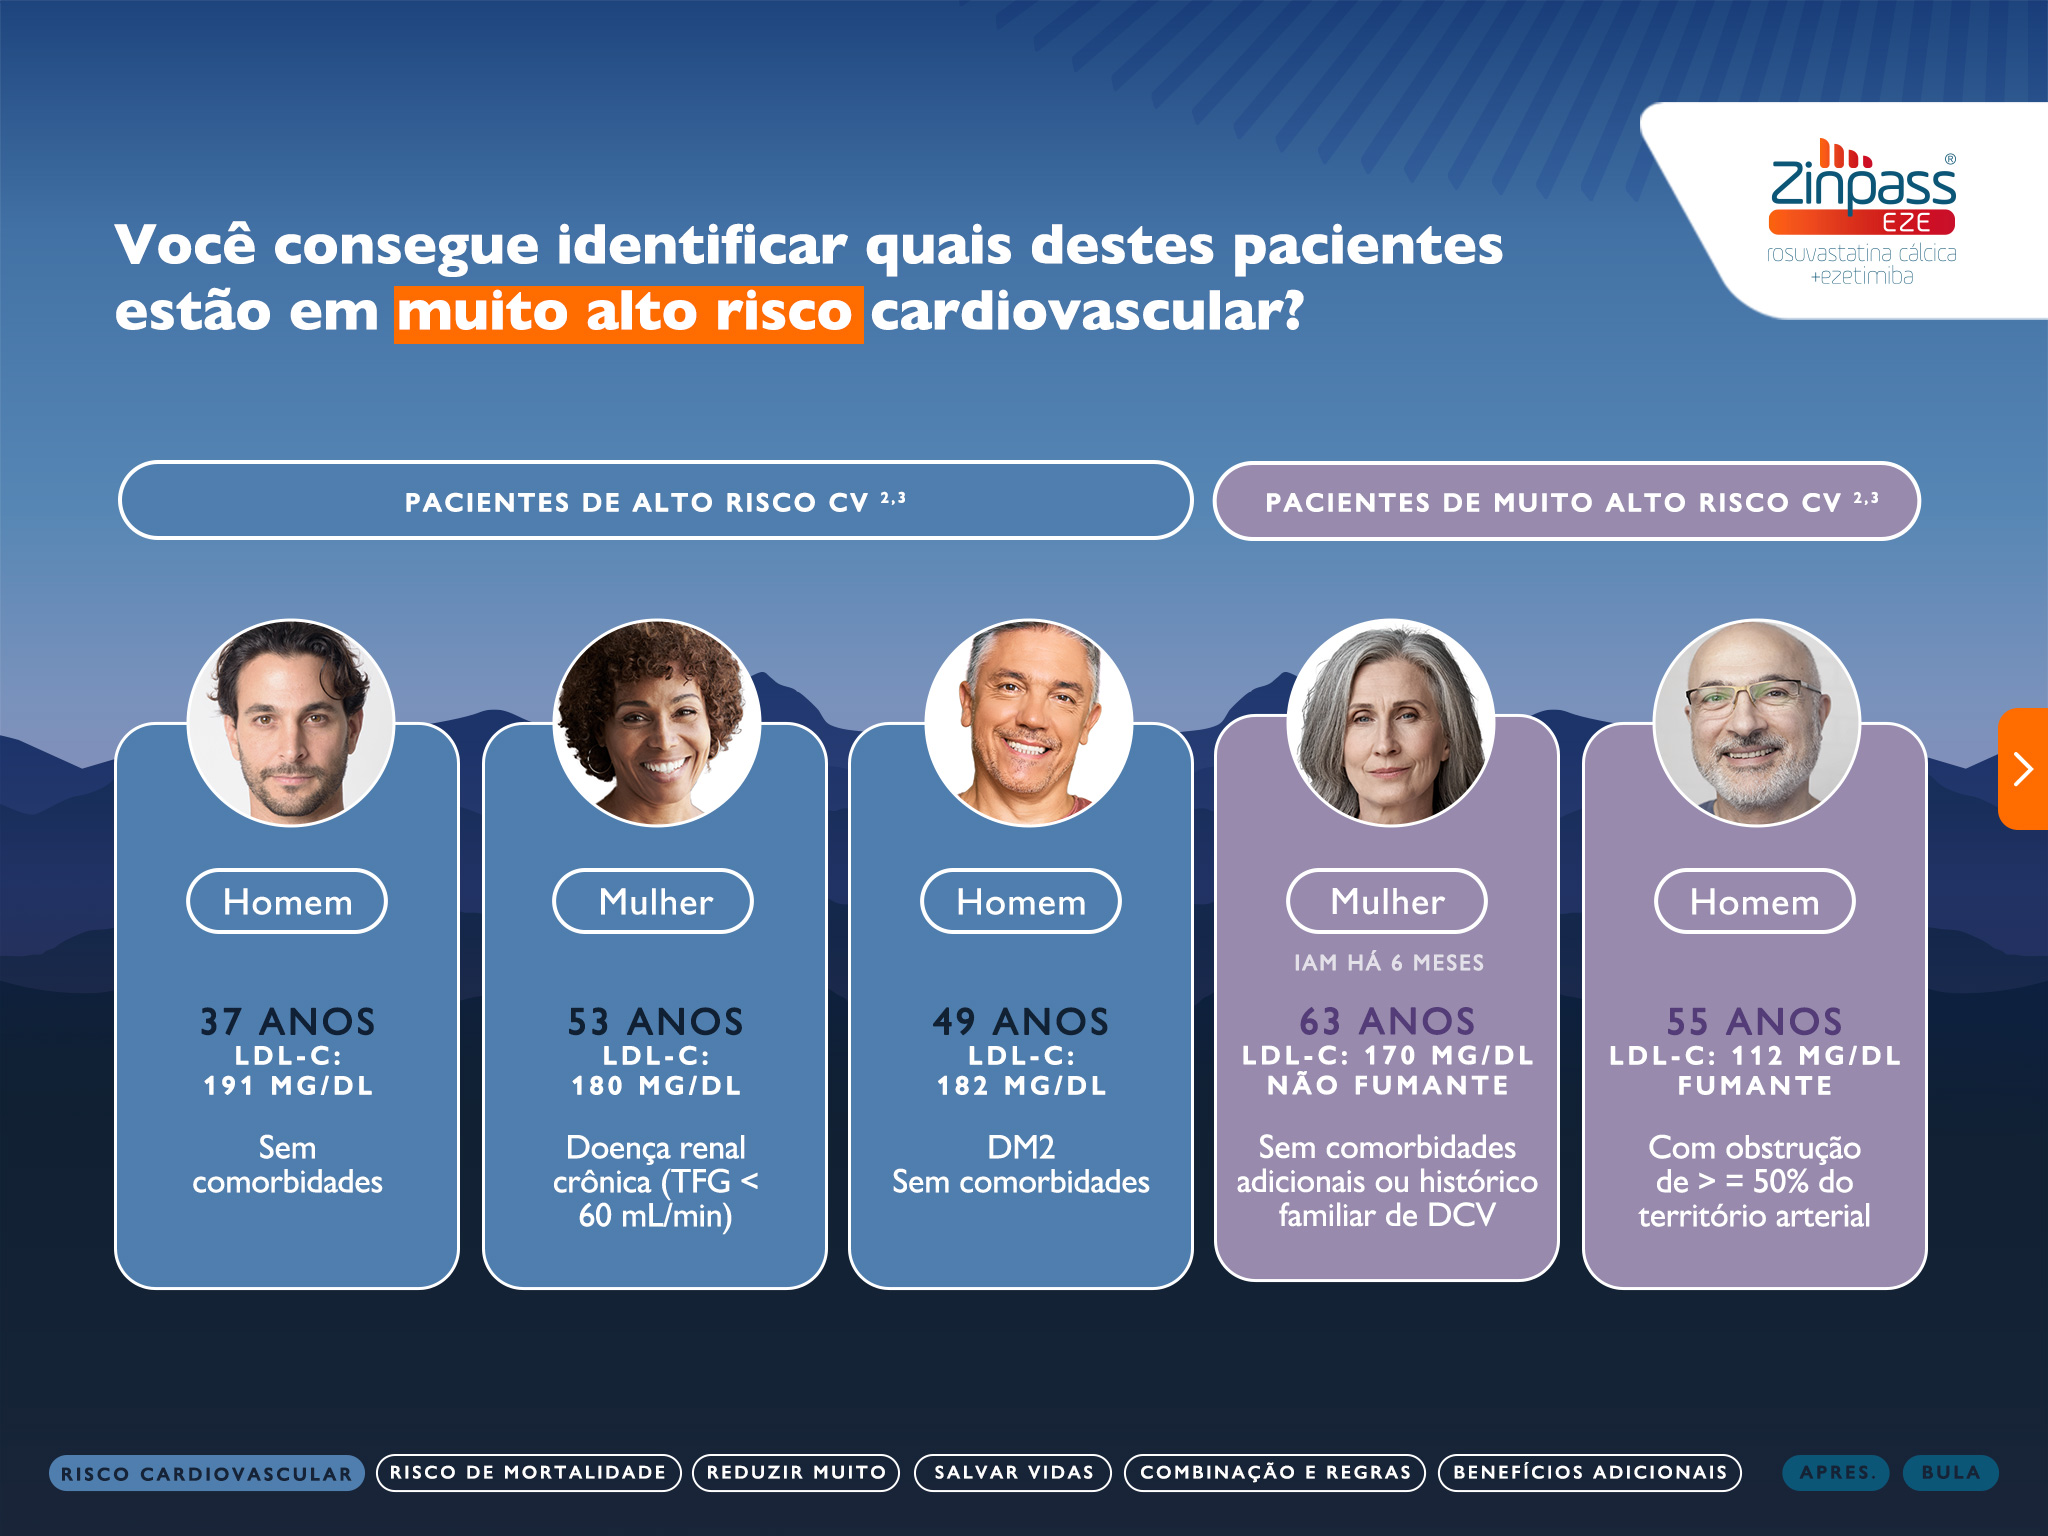 Zinpass®
EZE
rosuvastatina cálcica
+ezetimiba
Você consegue identificar quais destes pacientes
estão em muito alto risco cardiovascular?
PACIENTES DE ALTO RISCO CV 2,3
PACIENTES DE MUITO ALTO RISCO CV 2,3
Homem
37 ANOS
LDL-C:
191 MG/DL
Sem
comorbidades
Mulher
53 ANOS
LDL-C:
180 MG/DL
Doença renal
crônica (TFG <
60 mL/min)
Homem
49 ANOS
LDL-C:
182 MG/DL
DM2
Sem comorbidades
Mulher
IAM HÁ 6 MESES
63 ANOS
LDL-C: 170 MG/DL
NÃO FUMANTE
Sem comorbidades
adicionais ou histórico
familiar de DCV
Homem
55 ANOS
LDL-C: 112 MG/DL
FUMANTE
Com obstrução
de > = 50% do
território arterial
RISCO CARDIOVASCULAR
RISCO DE MORTALIDADE
REDUZIR MUITO
SALVAR VIDAS
COMBINAÇÃO E REGRAS
BENEFÍCIOS ADICIONAIS
APRES.
BULA